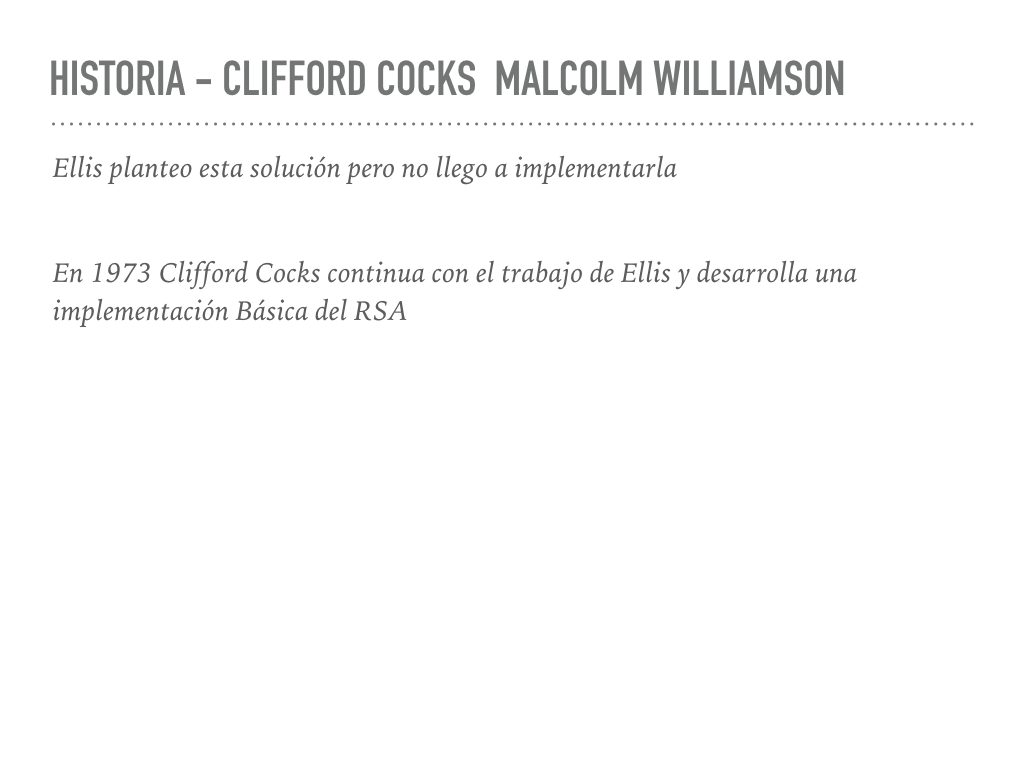 HISTORIA – CLIFFORD COCKS  MALCOLM WILLIAMSON
Ellis planteo esta solución pero no llego a implementarla
En 1973 Clifford Cocks continua con el trabajo de Ellis y desarrolla una
implementación Básica del RSA